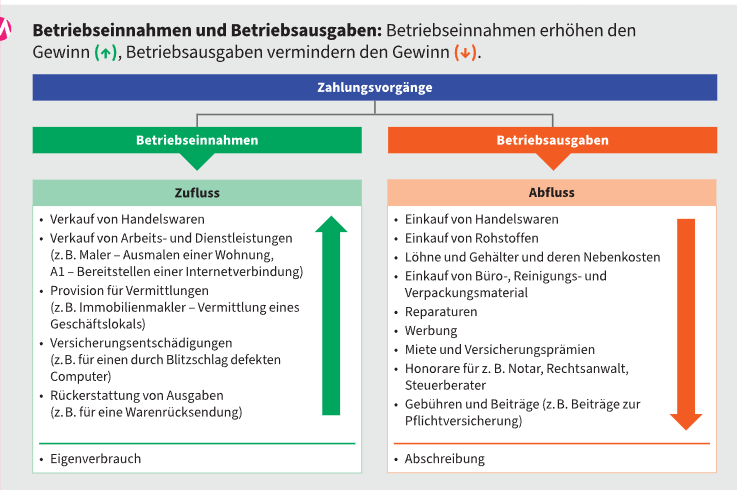 Betriebseinnahmen und Betriebsausgaben: Betriebseinnahmen erhöhen den
Gewinn (↑), Betriebsausgaben vermindern den Gewinn (↓).
Zahlungsvorgänge
Betriebseinnahmen
Zufluss
• Verkauf von Handelswaren
• Verkauf von Arbeits- und Dienstleistungen
(z. B. Maler – Ausmalen einer Wohnung,
A1 – Bereitstellen einer Internetverbindung)
• Provision für Vermittlungen
(z. B. Immobilienmakler – Vermittlung eines
Geschäftslokals)
• Versicherungsentschädigungen
(z. B. für einen durch Blitzschlag defekten
Computer)
• Rückerstattung von Ausgaben
(z. B. für eine Warenrücksendung)
• Eigenverbrauch
Betriebsausgaben
Abfluss
• Einkauf von Handelswaren
• Einkauf von Rohstoffen
• Löhne und Gehälter und deren Nebenkosten
• Einkauf von Büro-, Reinigungs- und
Verpackungsmaterial
• Reparaturen
• Werbung
• Miete und Versicherungsprämien
• Honorare für z. B. Notar, Rechtsanwalt,
Steuerberater
• Gebühren und Beiträge (z. B. Beiträge zur
Pflichtversicherung)
• Abschreibung